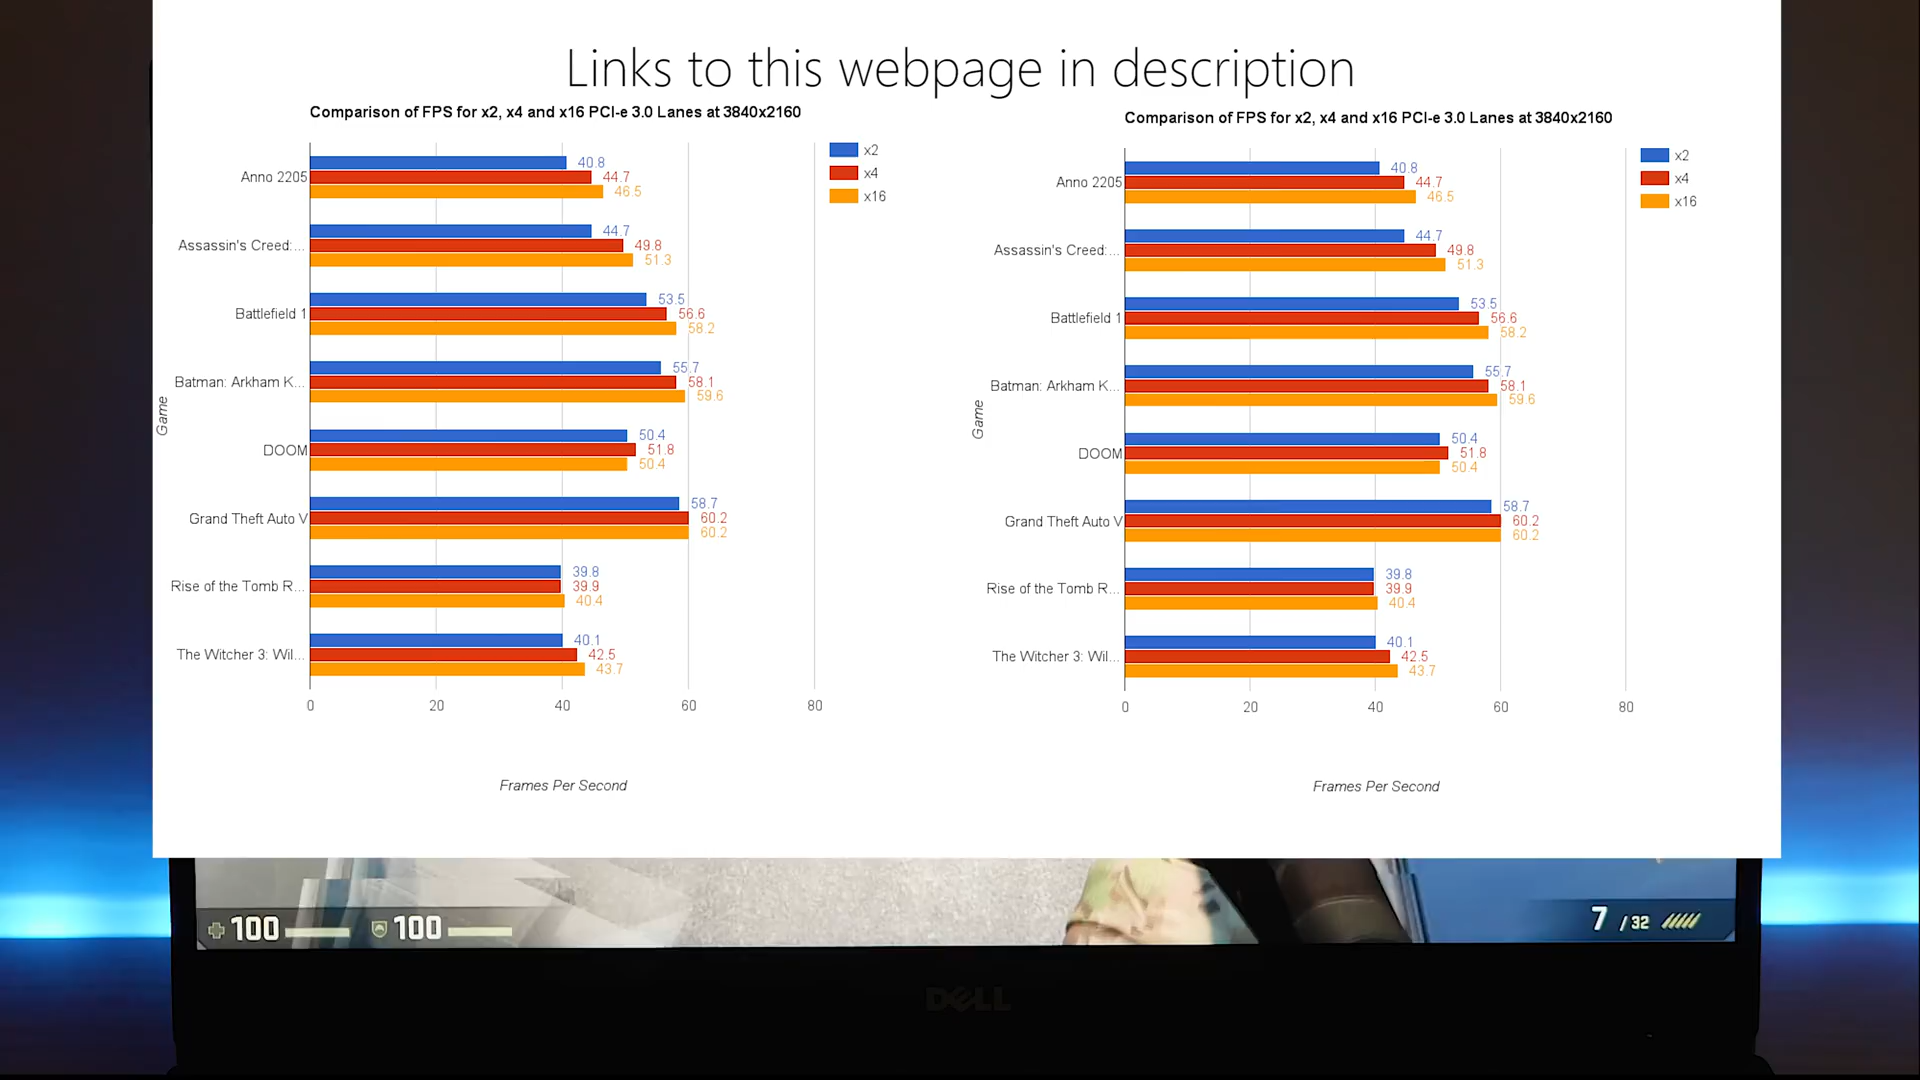 Links to this webpage in description
Comparison of FPS for x2, x4 and x16 PCI-e 3.0 Lanes at 3840x2160
x2
x4
x16
Game
Anno 2205
40.8
44.7
46.5
Assassin's Creed:...
44.7
49.8
51.3
Battlefield 1
53.5
56.6
58.2
Batman: Arkham K...
55.7
58.1
59.6
DOOM
50.4
51.8
50.4
Grand Theft Auto V
58.7
60.2
60.2
Rise of the Tomb R...
39.8
39.9
40.4
The Witcher 3: Wil...
40.1
42.5
43.7
0 20 40 60 80
Frames Per Second
Comparison of FPS for x2, x4 and x16 PCI-e 3.0 Lanes at 3840x2160
x2
x4
x16
Game
Anno 2205
40.8
44.7
46.5
Assassin's Creed:...
44.7
49.8
51.3
Battlefield 1
53.5
56.6
58.2
Batman: Arkham K...
55.7
58.1
59.6
DOOM
50.4
51.8
50.4
Grand Theft Auto V
58.7
60.2
60.2
Rise of the Tomb R...
39.8
39.9
40.4
The Witcher 3: Wil...
40.1
42.5
43.7
0 20 40 60 80
Frames Per Second
100 100
7 / 32
DELL